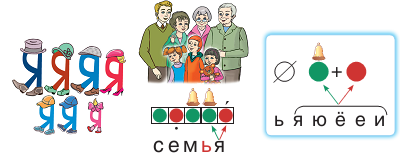 Я Я Я Я
Я Я Я
семья
+
ь я ю ё е и